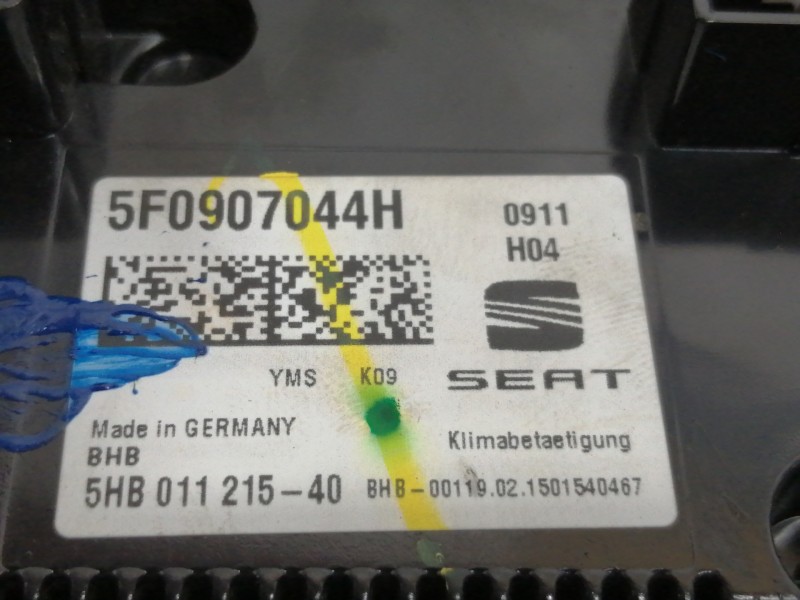 5F0907044H
0911
H04
SEAT
YMS K09
Made in GERMANY
BHB
Klimabetaetigung
5HB 011 215-40
BHB-00119.02.1501540467